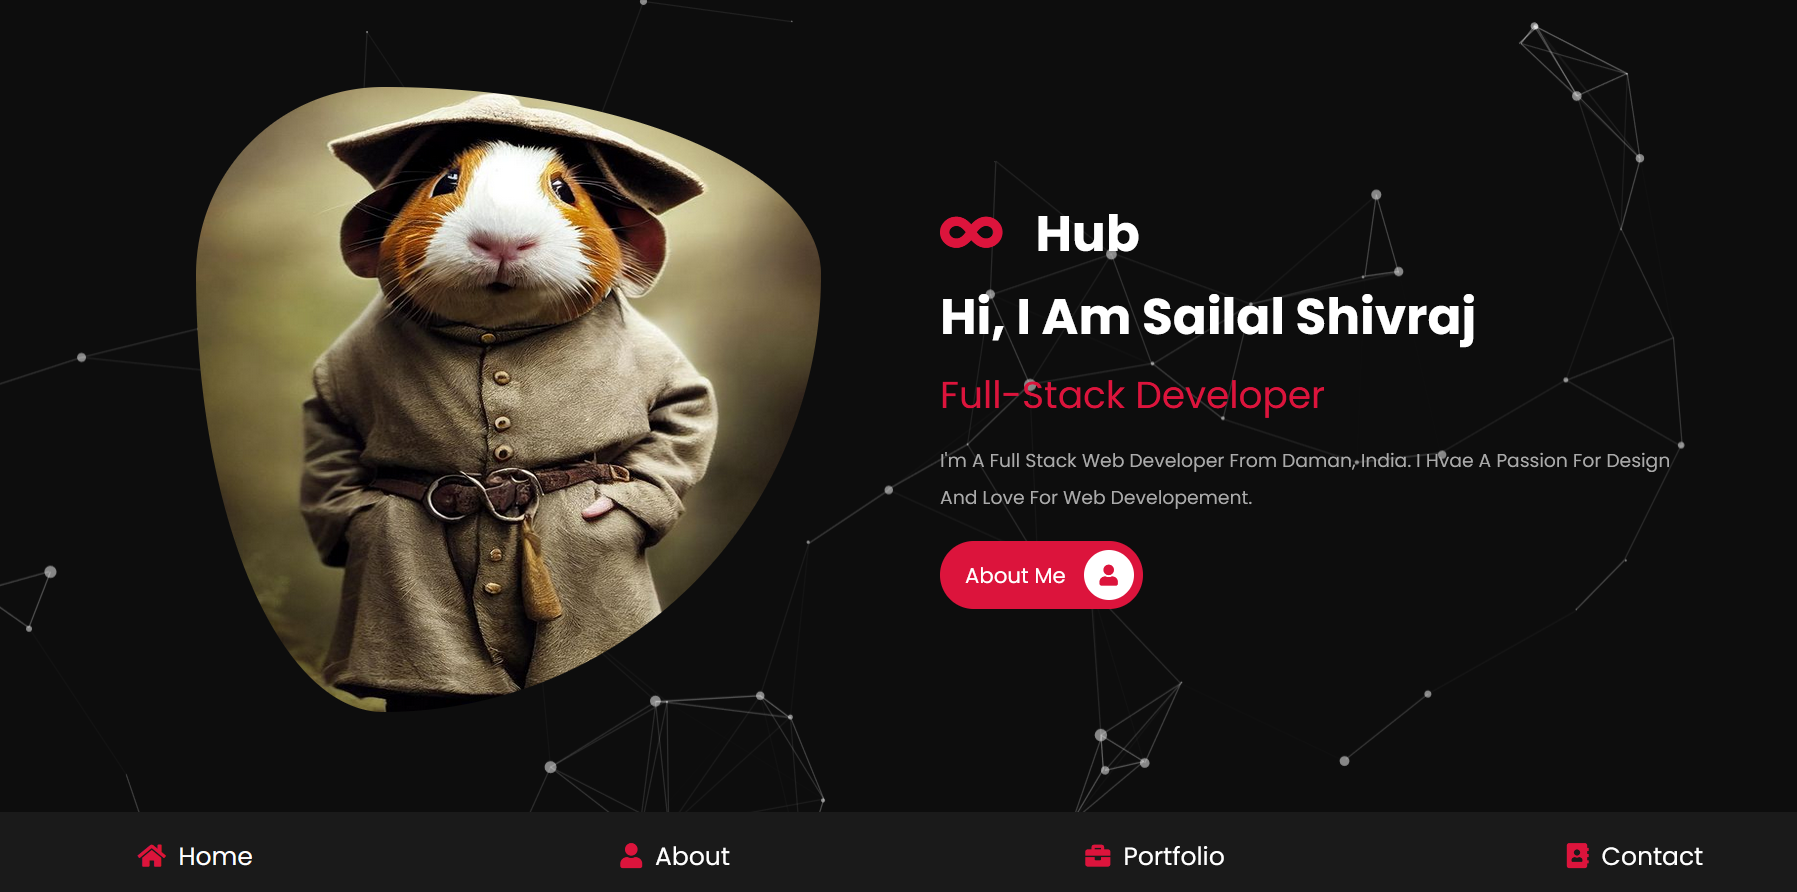 Hub
Hi, I Am Sailal Shivraj
Full-Stack Developer
I'm A Full Stack Web Developer From Daman, India. I Hvae A Passion For Design
And Love For Web Developement.
About Me
Home
About
Portfolio
Contact